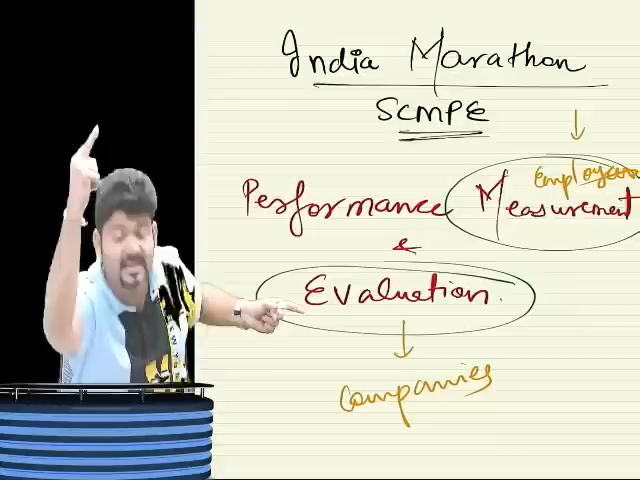 India Marathon
SCMPE
Employees
Performance Measurement
&
Evaluation.
Companies